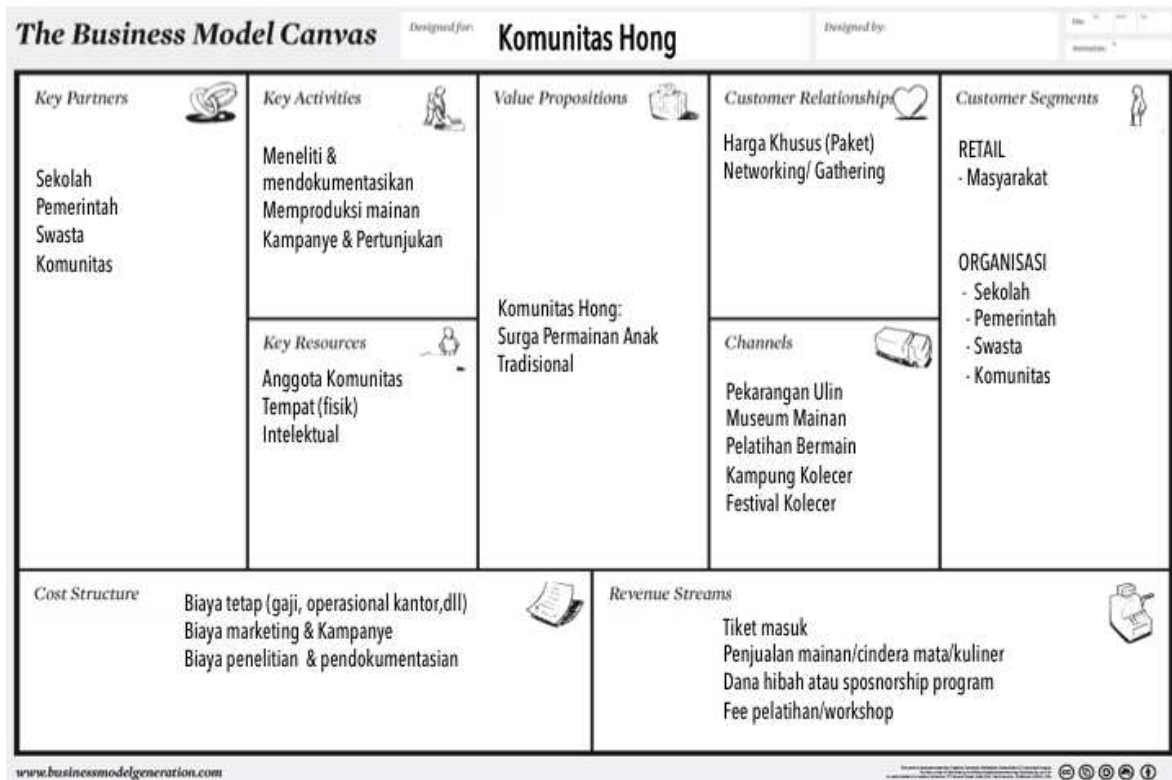 The Business Model Canvas
Designed for:
Komunitas Hong
Designed by:
Key Partners
Sekolah
Pemerintah
Swasta
Komunitas
Key Activities
Meneliti &
mendokumentasikan
Memproduksi mainan
Kampanye & Pertunjukan
Key Resources
Anggota Komunitas
Tempat (fisik)
Intelektual
Value Propositions
Komunitas Hong:
Surga Permainan Anak
Tradisional
Customer Relationships
Harga Khusus (Paket)
Networking/ Gathering
Channels
Pekarangan Ulin
Museum Mainan
Pelatihan Bermain
Kampung Kolecer
Festival Kolecer
Customer Segments
RETAIL
- Masyarakat
ORGANISASI
- Sekolah
- Pemerintah
- Swasta
- Komunitas
Cost Structure
Biaya tetap (gaji, operasional kantor,dll)
Biaya marketing & Kampanye
Biaya penelitian & pendokumentasian
Revenue Streams
Tiket masuk
Penjualan mainan/cindera mata/kuliner
Dana hibah atau sposnorship program
Fee pelatihan/workshop
www.businessmodelgeneration.com